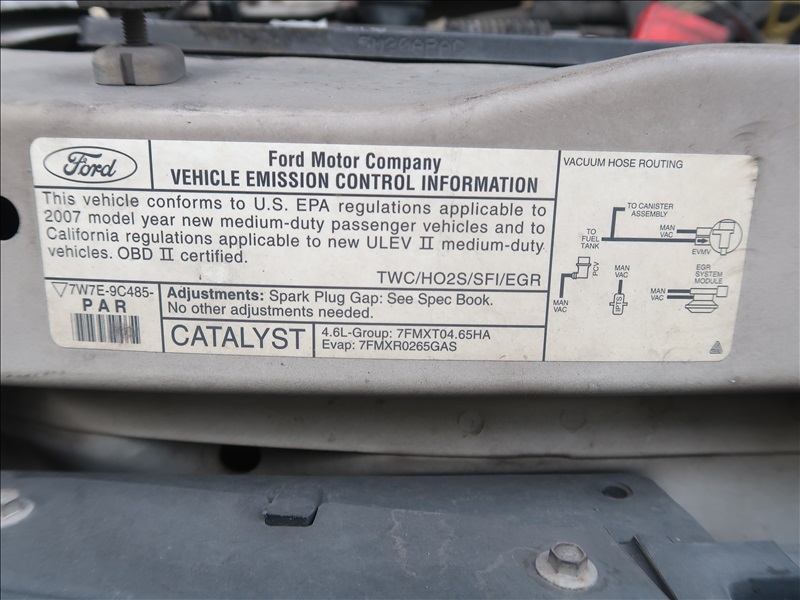 Ford
Ford Motor Company
VEHICLE EMISSION CONTROL INFORMATION
This vehicle conforms to U.S. EPA regulations applicable to
2007 model year new medium-duty passenger vehicles and to
California regulations applicable to new ULEV II medium-duty
vehicles. OBD II certified.
TWC/HO2S/SFI/EGR
7W7E-9C485-
PAR
Adjustments: Spark Plug Gap: See Spec Book.
No other adjustments needed.
CATALYST
4.6L-Group: 7FMXT04.65HA
Evap: 7FMXR0265GAS
VACUUM HOSE ROUTING
TO CANISTER
ASSEMBLY
TO
FUEL
TANK
MAN
VAC
EVMV
PCV
MAN
VAC
MAN
VAC
IPTS
MAN
VAC
EGR
SYSTEM
MODULE